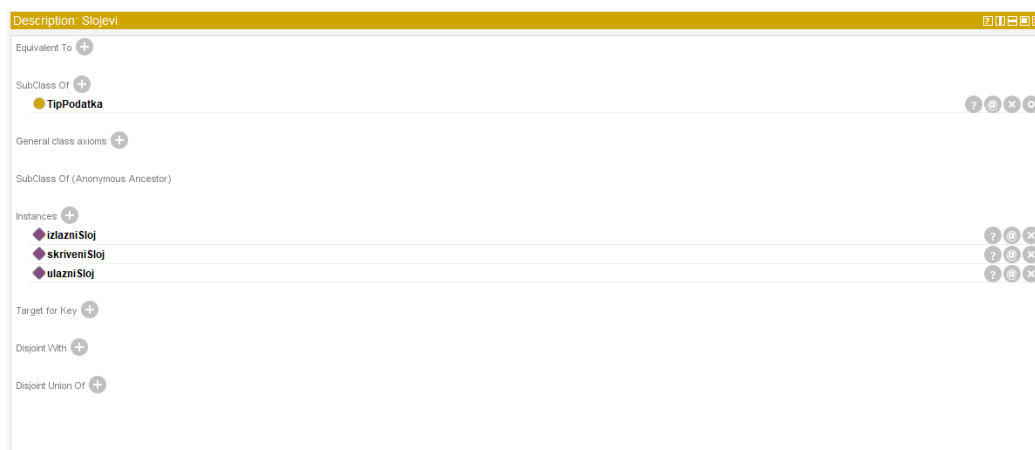 Description: Slojevi
Equivalent To
SubClass Of
TipPodatka
General class axioms
SubClass Of (Anonymous Ancestor)
Instances
izlazniSloj
skriveniSloj
ulazniSloj
Target for Key
Disjoint With
Disjoint Union Of